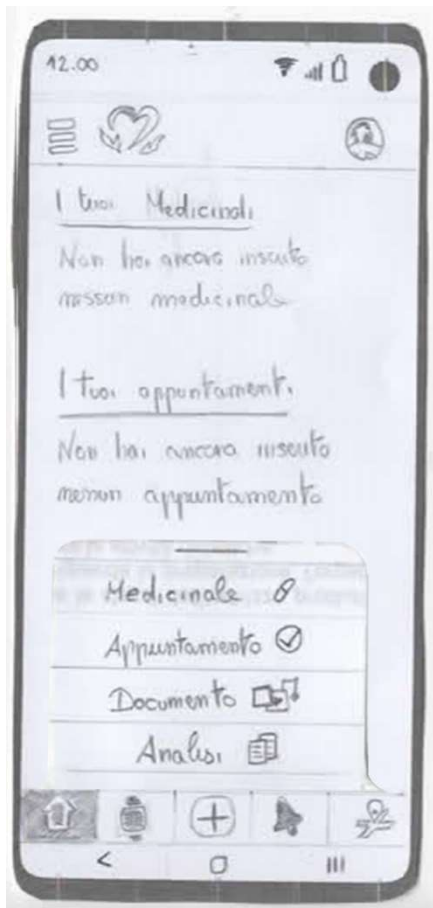 12.00
I tuoi Medicinali
Non hai ancora inserito
nessun medicinale
I tuoi appuntamenti
Non hai ancora inserito
nessun appuntamento
Medicinale
Appuntamento
Documento
Analisi